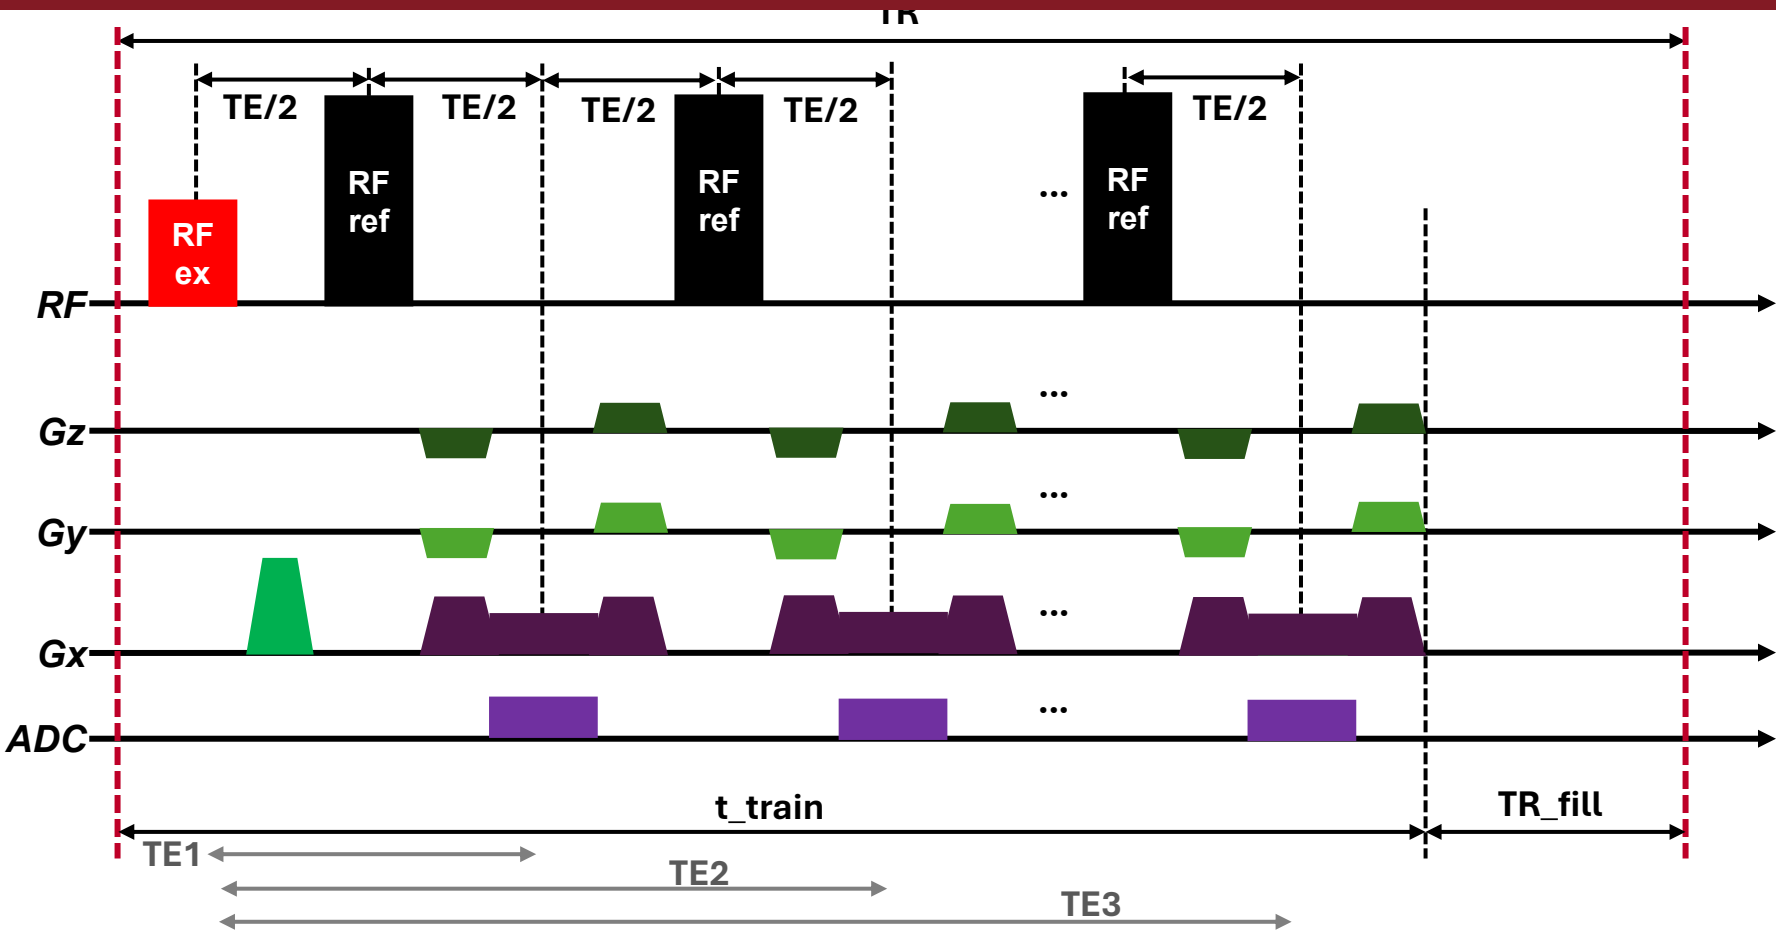 TR
TE/2 TE/2 TE/2 TE/2 TE/2
RF
ref
RF
ref
...
RF
ref
RF
ex
RF
...
Gz
...
Gy
...
Gx
...
ADC
t_train
TR_fill
TE1
TE2
TE3